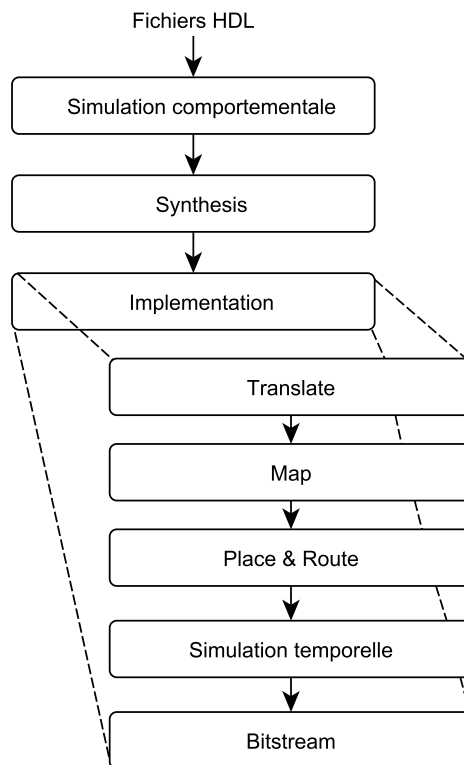 Fichiers HDL
Simulation comportementale
Synthesis
Implementation
Translate
Map
Place & Route
Simulation temporelle
Bitstream